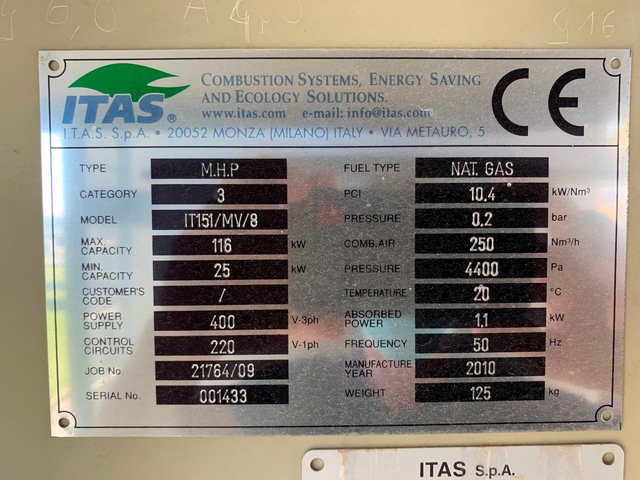 ITAS®
COMBUSTION SYSTEMS, ENERGY SAVING
AND ECOLOGY SOLUTIONS.
www.itas.com e-mail: info@itas.com
CE
I.T.A.S. S.p.A. • 20052 MONZA (MILANO) ITALY • VIA METAURO, 5
TYPE M.H.P
CATEGORY 3
MODEL IT151/MV/8
MAX. CAPACITY 116 kW
MIN. CAPACITY 25 kW
CUSTOMER'S CODE /
POWER SUPPLY 400 V-3ph
CONTROL CIRCUITS 220 V-1ph
JOB No. 21764/09
SERIAL No. 001433
FUEL TYPE NAT. GAS
PCI 10.4 kW/Nm³
PRESSURE 0.2 bar
COMB.AIR 250 Nm³/h
PRESSURE 4400 Pa
TEMPERATURE 20 °C
ABSORBED POWER 1.1 kW
FREQUENCY 50 Hz
MANUFACTURE YEAR 2010
WEIGHT 125 kg
ITAS S.p.A.